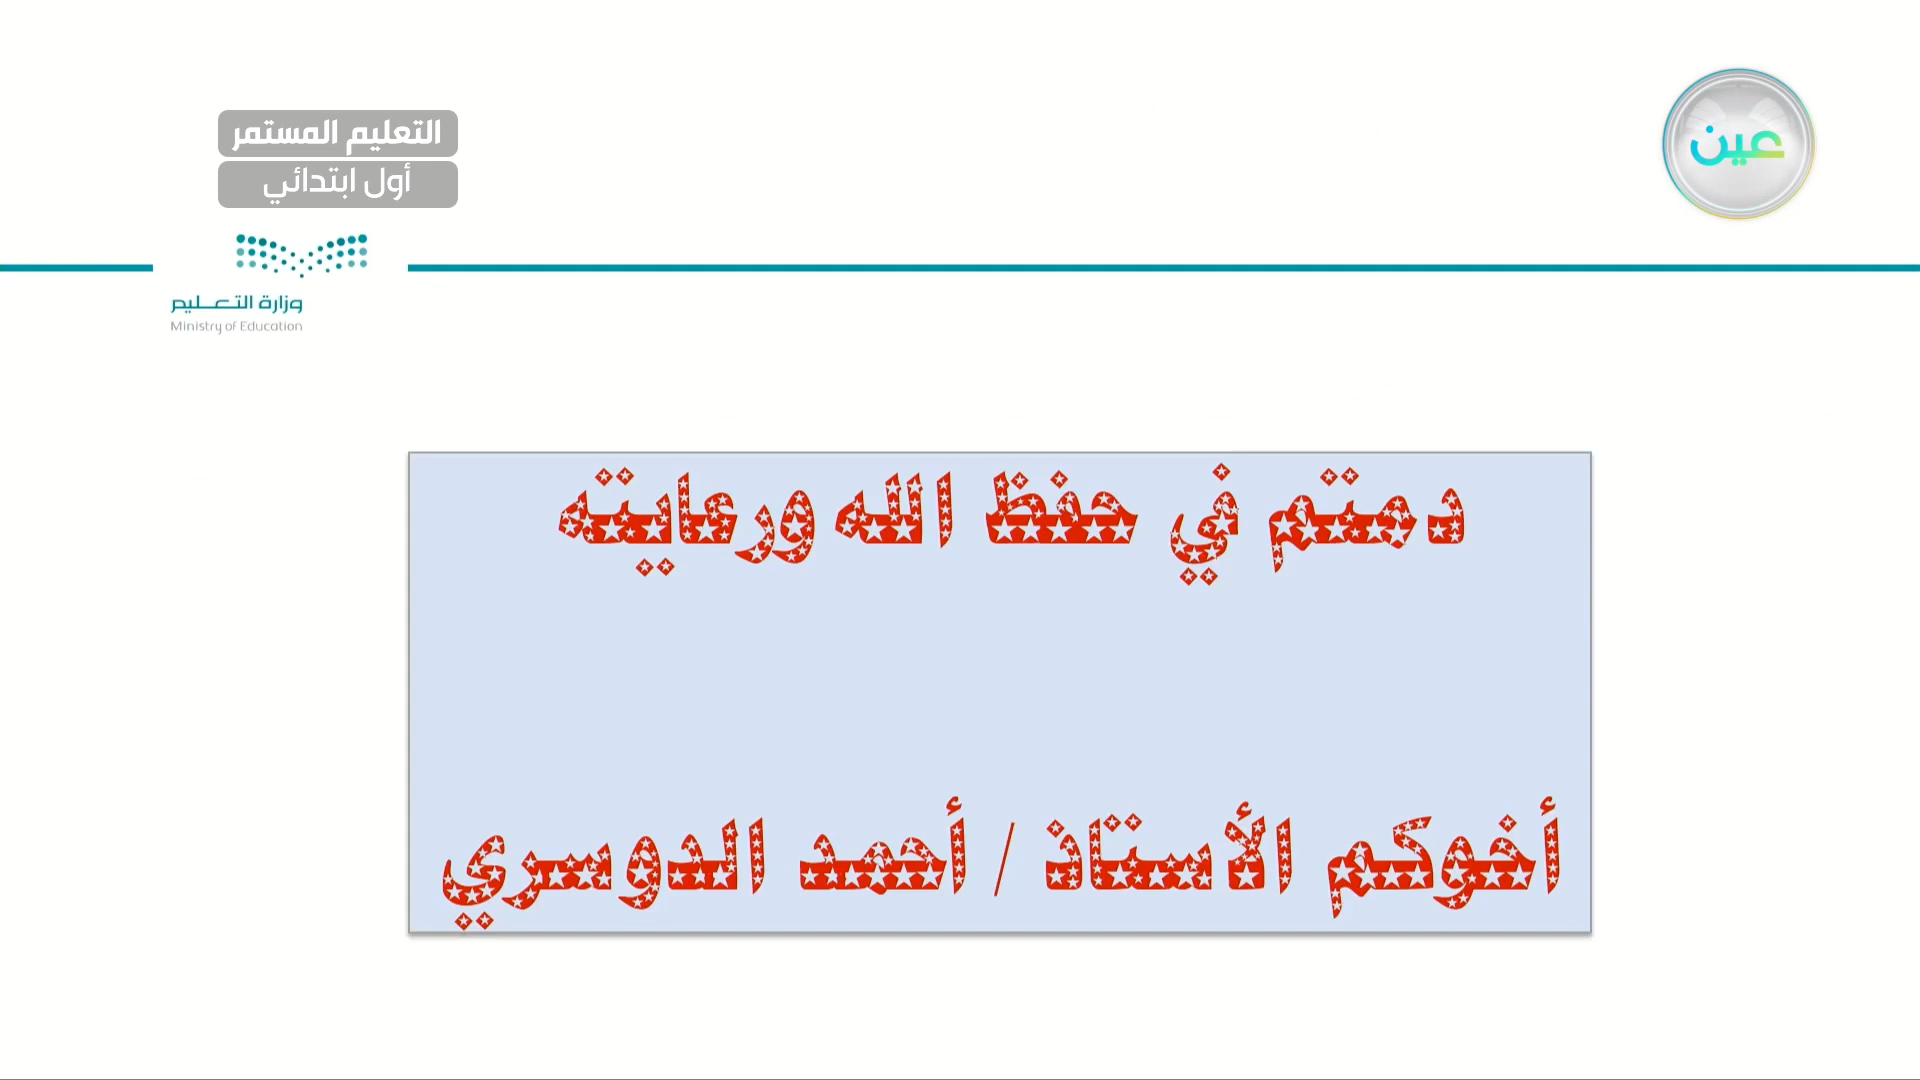 التعليم المستمر
أول ابتدائي
عين
وزارة التعليم
Ministry of Education
دمتم في حفظ الله ورعايته
أخوكم الأستاذ / أحمد الدوسري